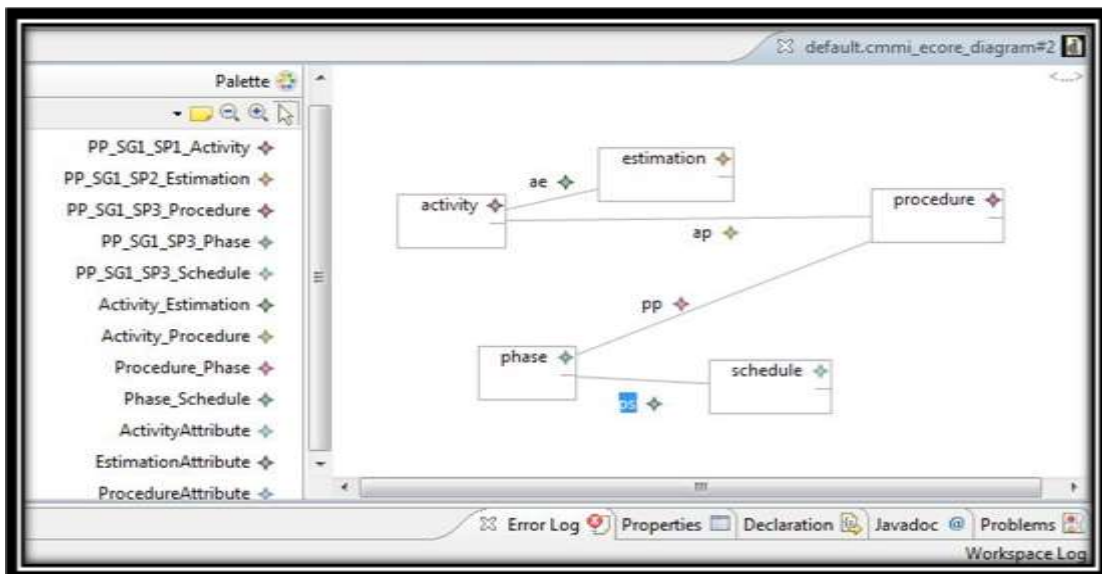 default.cmmi_ecore_diagram#2
Palette
PP_SG1_SP1_Activity
PP_SG1_SP2_Estimation
PP_SG1_SP3_Procedure
PP_SG1_SP3_Phase
PP_SG1_SP3_Schedule
Activity_Estimation
Activity_Procedure
Procedure_Phase
Phase_Schedule
ActivityAttribute
EstimationAttribute
ProcedureAttribute
<...>
estimation
ae
activity
procedure
ap
pp
phase
schedule
ps
Error Log Properties Declaration Javadoc @ Problems
Workspace Log